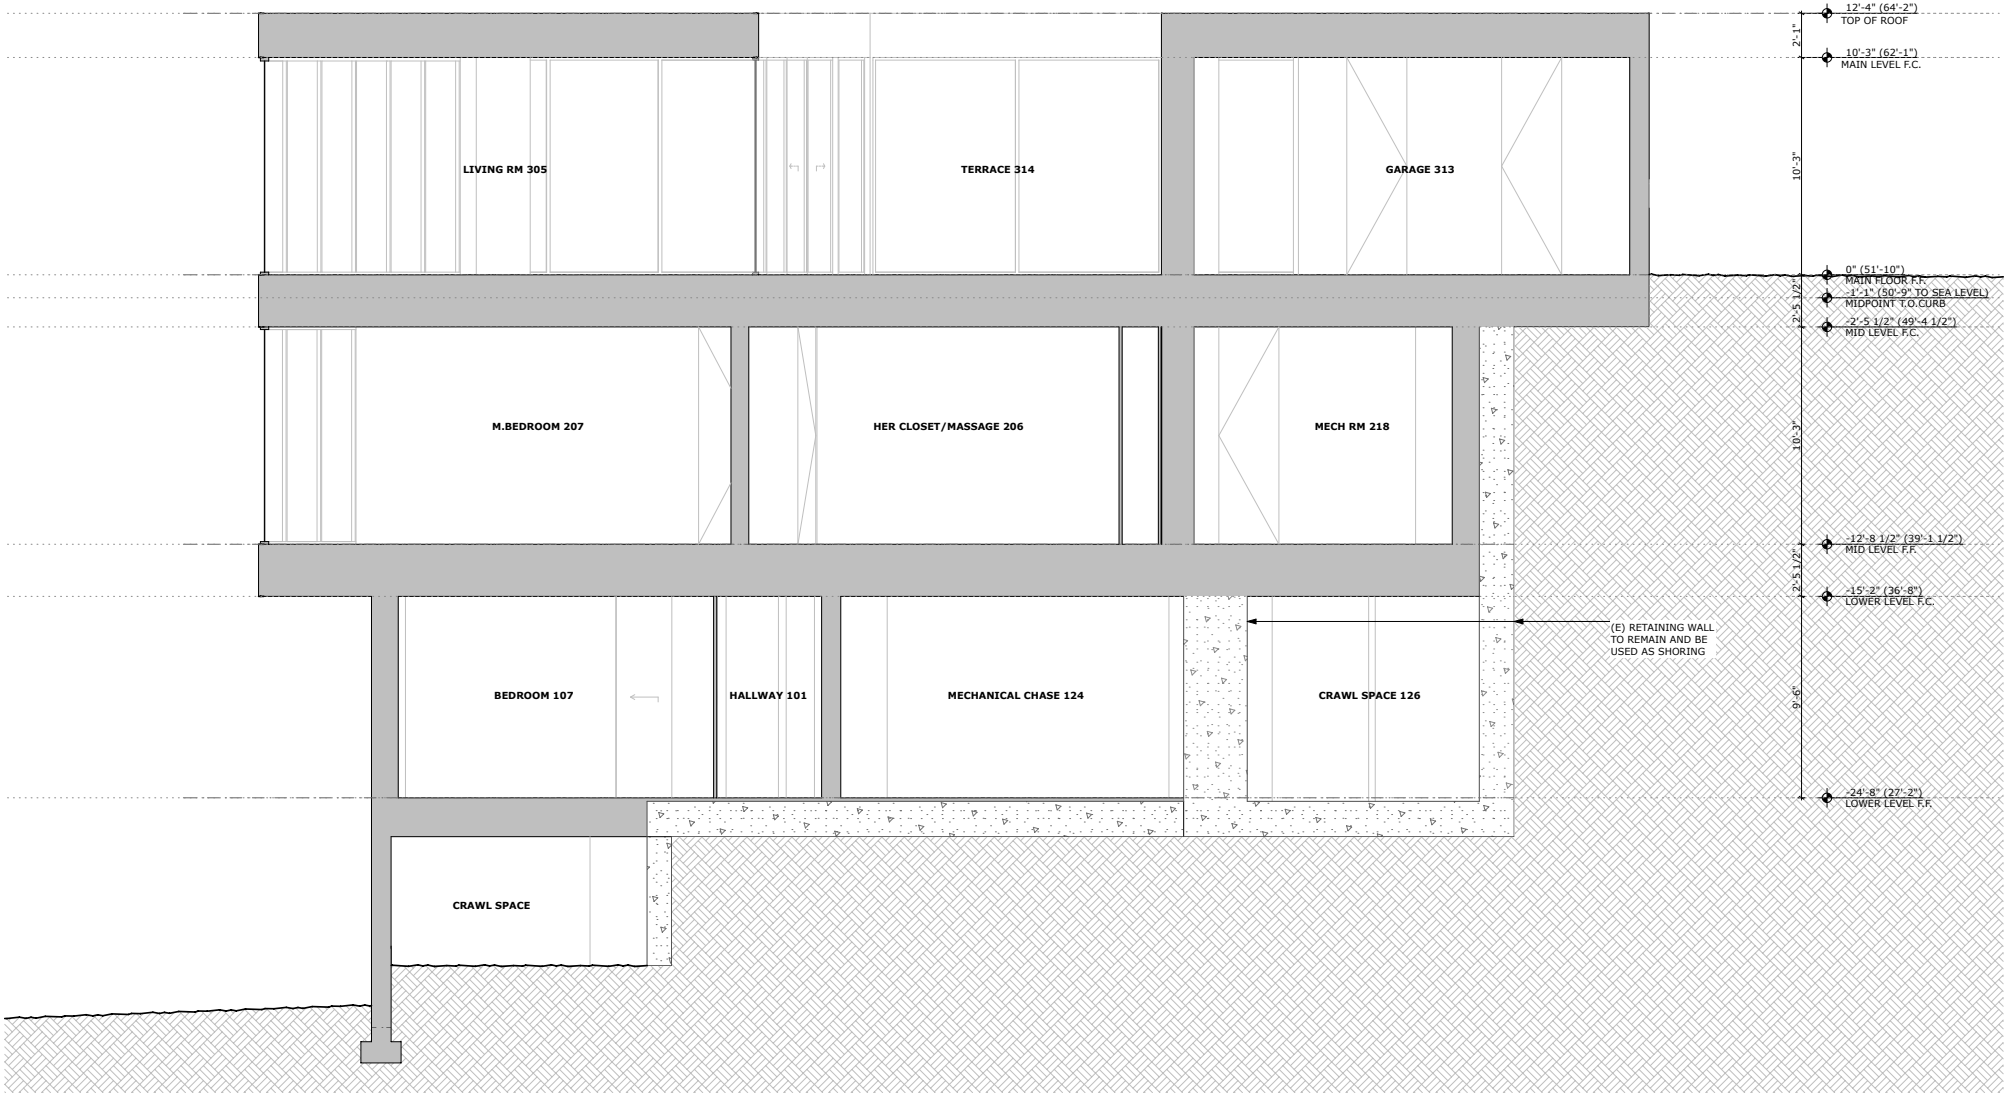 12'-4" (64'-2")
TOP OF ROOF
2'-1"
10'-3" (62'-1")
MAIN LEVEL F.C.
LIVING RM 305
TERRACE 314
GARAGE 313
10'-3"
0" (51'-10")
MAIN FLOOR F.F.
-1'-1" (50'-9" TO SEA LEVEL)
MIDPOINT T.O.CURB
2'-5 1/2"
-2'-5 1/2" (49'-4 1/2")
MID LEVEL F.C.
M.BEDROOM 207
HER CLOSET/MASSAGE 206
MECH RM 218
10'-3"
-12'-8 1/2" (39'-1 1/2")
MID LEVEL F.F.
2'-5 1/2"
-15'-2" (36'-8")
LOWER LEVEL F.C.
(E) RETAINING WALL
TO REMAIN AND BE
USED AS SHORING
BEDROOM 107
HALLWAY 101
MECHANICAL CHASE 124
CRAWL SPACE 126
9'-6"
-24'-8" (27'-2")
LOWER LEVEL F.F.
CRAWL SPACE